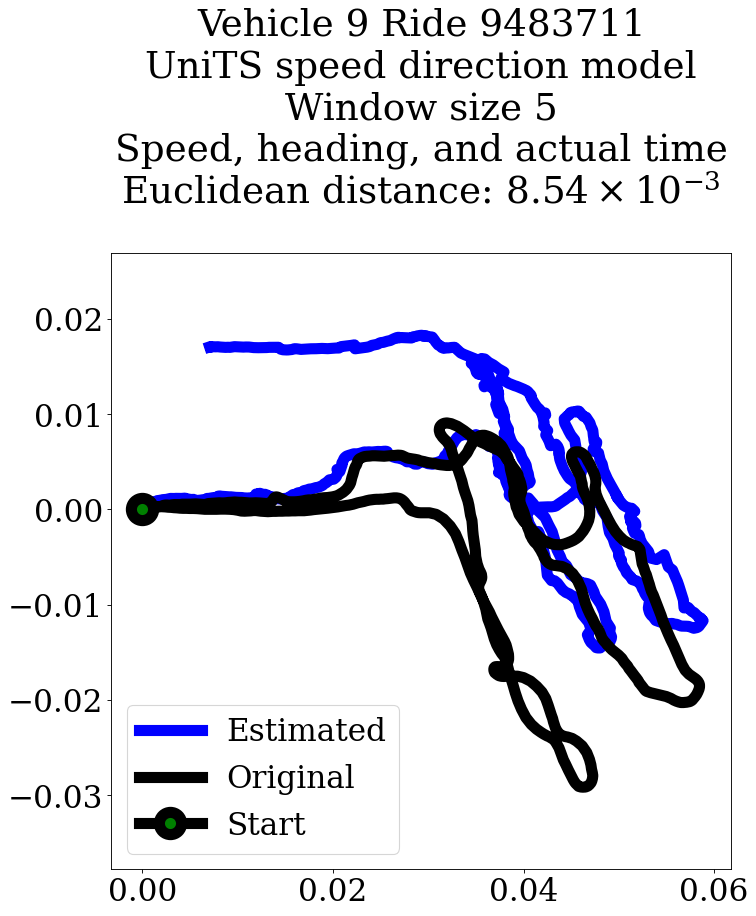 Vehicle 9 Ride 9483711
UniTS speed direction model
Window size 5
Speed, heading, and actual time
Euclidean distance: 8.54 × 10⁻³
0.02
0.01
0.00
−0.01
−0.02
−0.03
Estimated
Original
Start
0.00 0.02 0.04 0.06